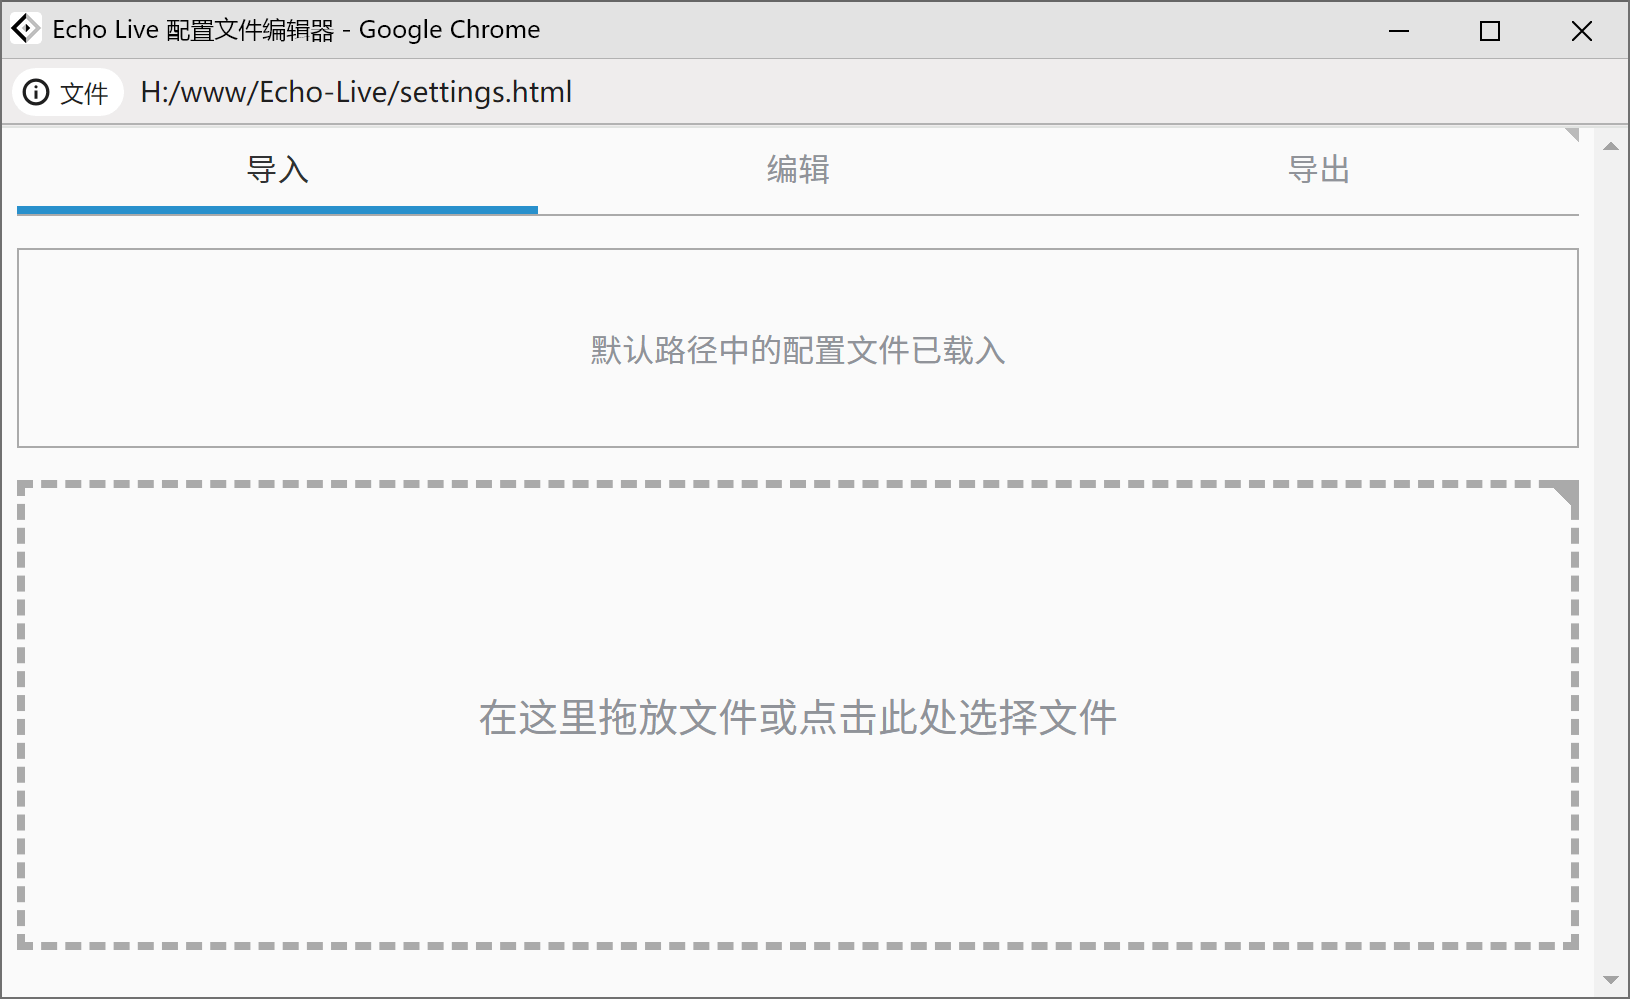 Echo Live 配置文件编辑器 - Google Chrome
文件 H:/www/Echo-Live/settings.html
导入 编辑 导出
默认路径中的配置文件已载入
在这里拖放文件或点击此处选择文件